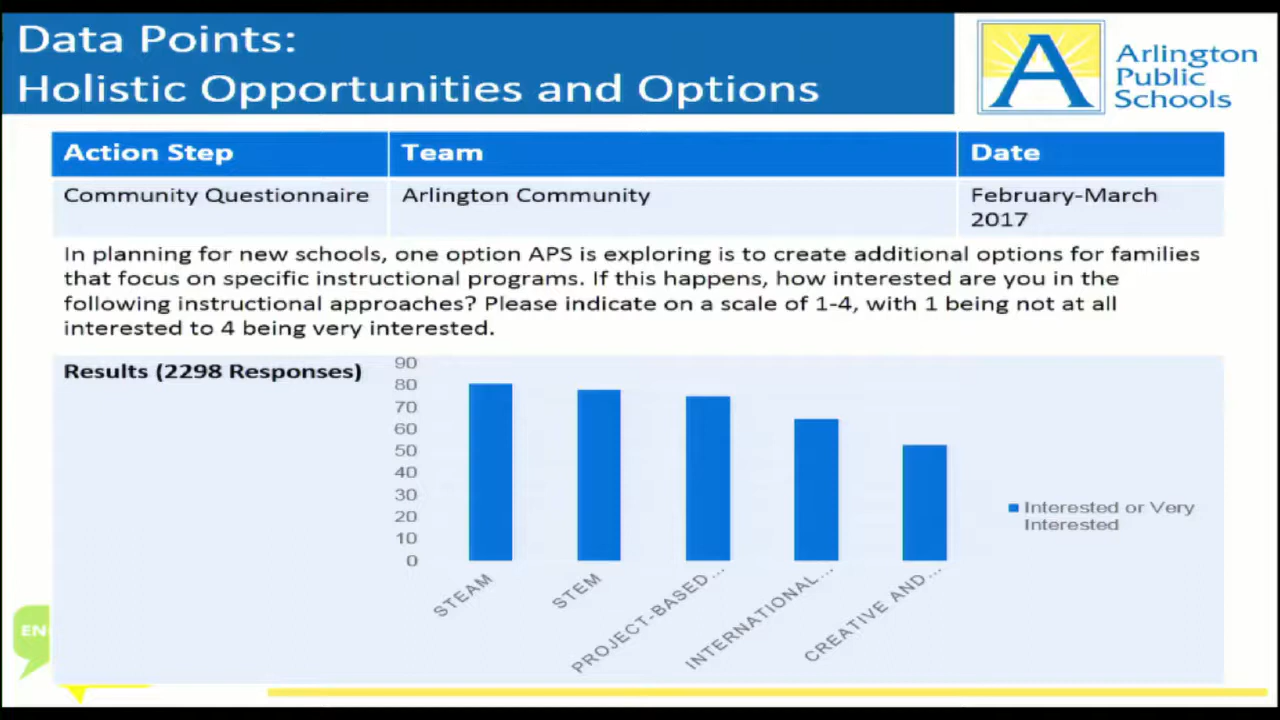 Data Points:
Holistic Opportunities and Options
A
Arlington
Public
Schools
Action Step
Team
Date
Community Questionnaire
Arlington Community
February-March
2017
In planning for new schools, one option APS is exploring is to create additional options for families
that focus on specific instructional programs. If this happens, how interested are you in the
following instructional approaches? Please indicate on a scale of 1-4, with 1 being not at all
interested to 4 being very interested.
Results (2298 Responses)
90
80
70
60
50
40
30
20
10
0
STEAM
STEM
PROJECT-BASED...
INTERNATIONAL...
CREATIVE AND...
Interested or Very
Interested
EN